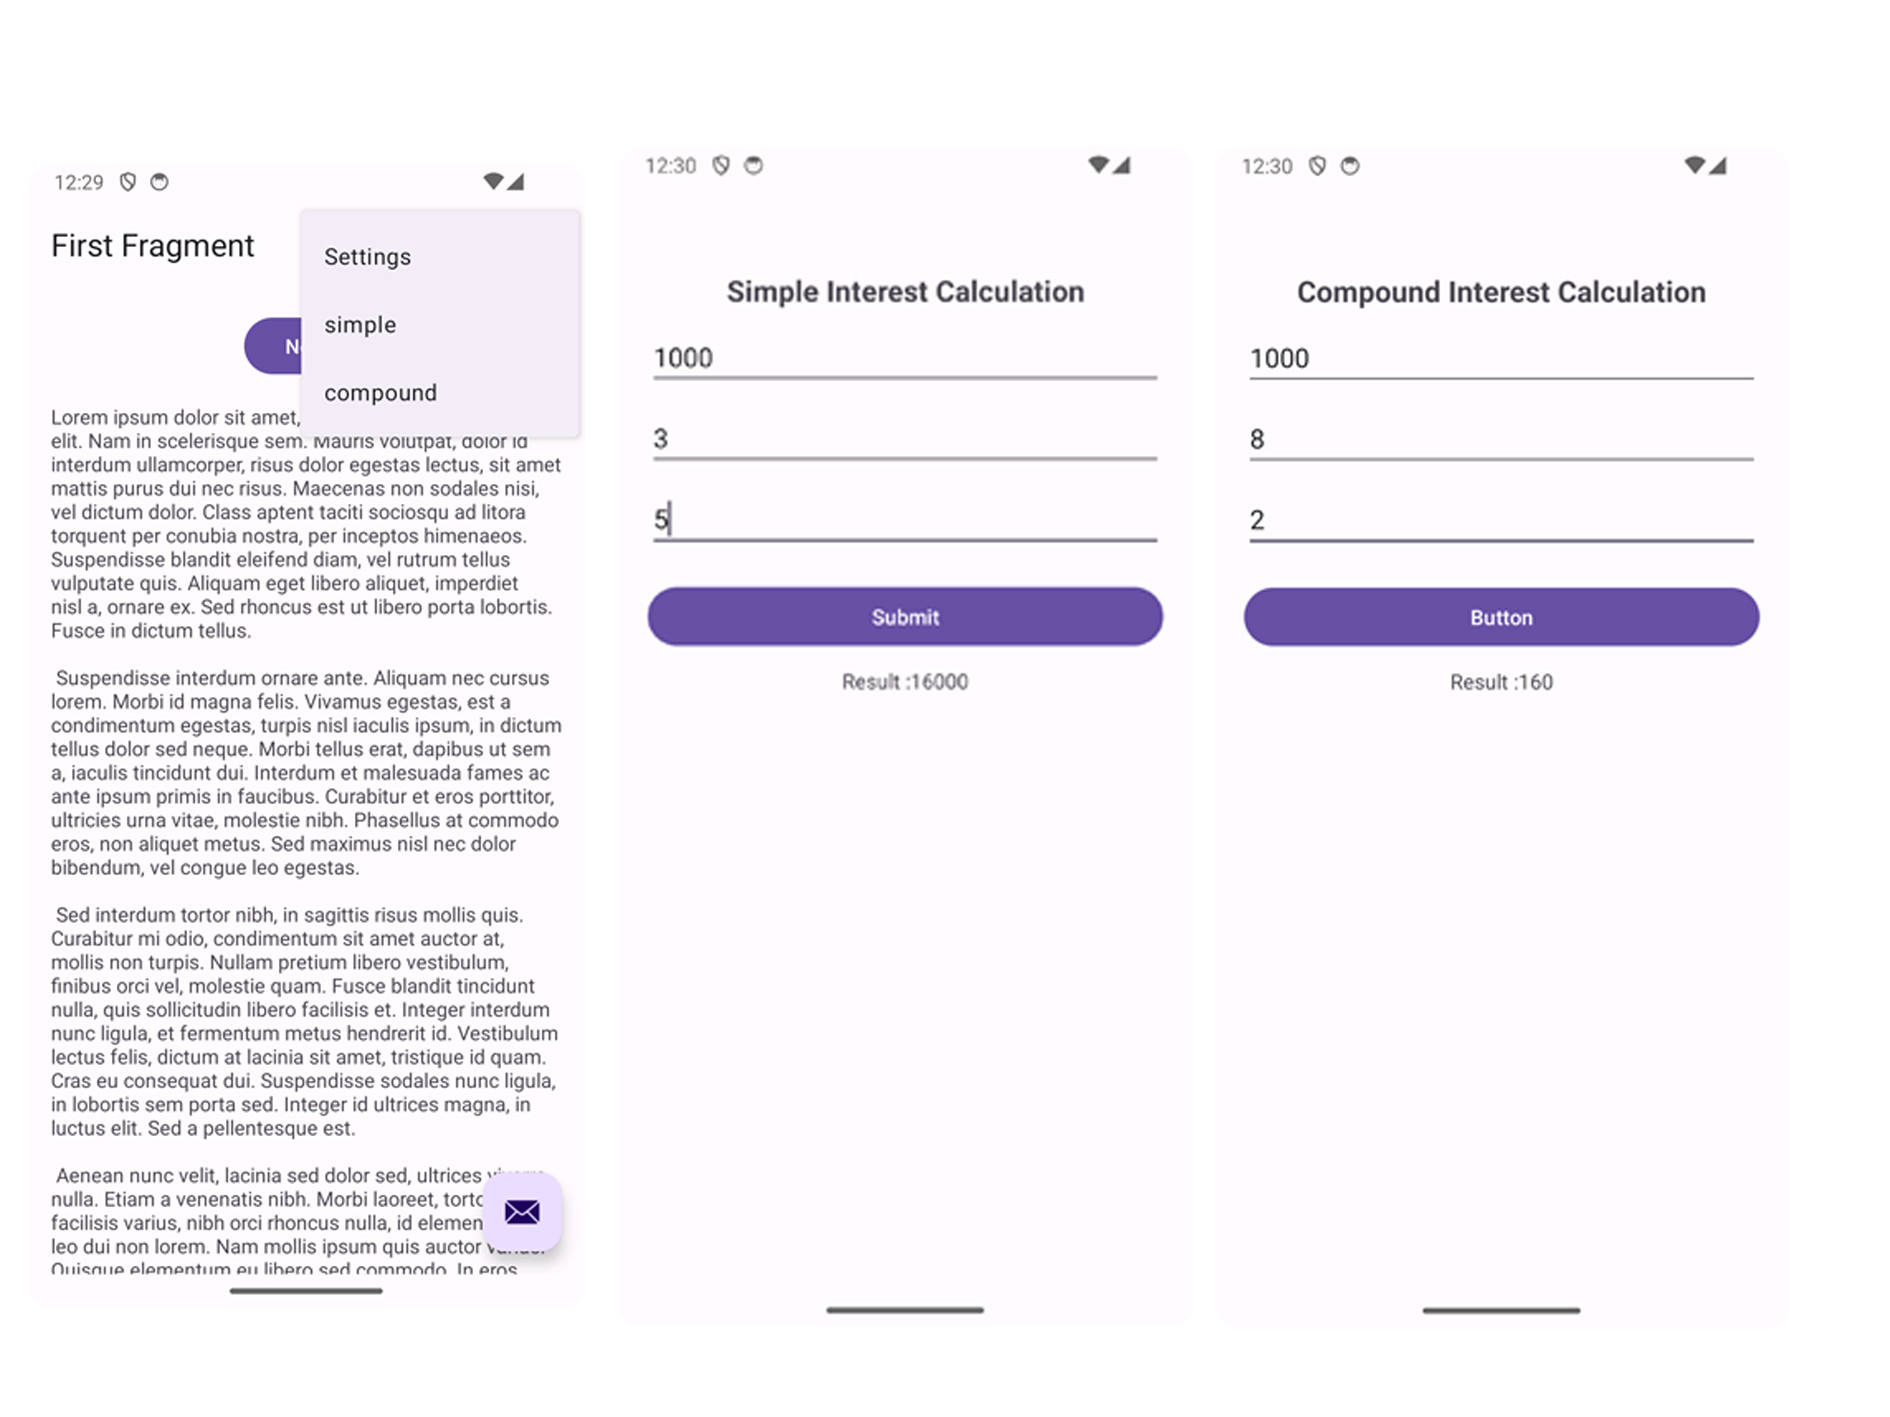 12:29
First Fragment
Settings
simple
compound
Lorem ipsum dolor sit amet,
elit. Nam in scelerisque sem. Mauris volutpat, dolor id
interdum ullamcorper, risus dolor egestas lectus, sit amet
mattis purus dui nec risus. Maecenas non sodales nisi,
vel dictum dolor. Class aptent taciti sociosqu ad litora
torquent per conubia nostra, per inceptos himenaeos.
Suspendisse blandit eleifend diam, vel rutrum tellus
vulputate quis. Aliquam eget libero aliquet, imperdiet
nisl a, ornare ex. Sed rhoncus est ut libero porta lobortis.
Fusce in dictum tellus.
Suspendisse interdum ornare ante. Aliquam nec cursus
lorem. Morbi id magna felis. Vivamus egestas, est a
condimentum egestas, turpis nisl iaculis ipsum, in dictum
tellus dolor sed neque. Morbi tellus erat, dapibus ut sem
a, iaculis tincidunt dui. Interdum et malesuada fames ac
ante ipsum primis in faucibus. Curabitur et eros porttitor,
ultricies urna vitae, molestie nibh. Phasellus at commodo
eros, non aliquet metus. Sed maximus nisl nec dolor
bibendum, vel congue leo egestas.
Sed interdum tortor nibh, in sagittis risus mollis quis.
Curabitur mi odio, condimentum sit amet auctor at,
mollis non turpis. Nullam pretium libero vestibulum,
finibus orci vel, molestie quam. Fusce blandit tincidunt
nulla, quis sollicitudin libero facilisis et. Integer interdum
nunc ligula, et fermentum metus hendrerit id. Vestibulum
lectus felis, dictum at lacinia sit amet, tristique id quam.
Cras eu consequat dui. Suspendisse sodales nunc ligula,
in lobortis sem porta sed. Integer id ultrices magna, in
luctus elit. Sed a pellentesque est.
Aenean nunc velit, lacinia sed dolor sed, ultrices
nulla. Etiam a venenatis nibh. Morbi laoreet,
facilisis varius, nibh orci rhoncus nulla, id
leo dui non lorem. Nam mollis ipsum quis auctor
Quisque elementum eu libero sed commodo. In eros
12:30
Simple Interest Calculation
1000
3
5
Submit
Result :16000
12:30
Compound Interest Calculation
1000
8
2
Button
Result :160